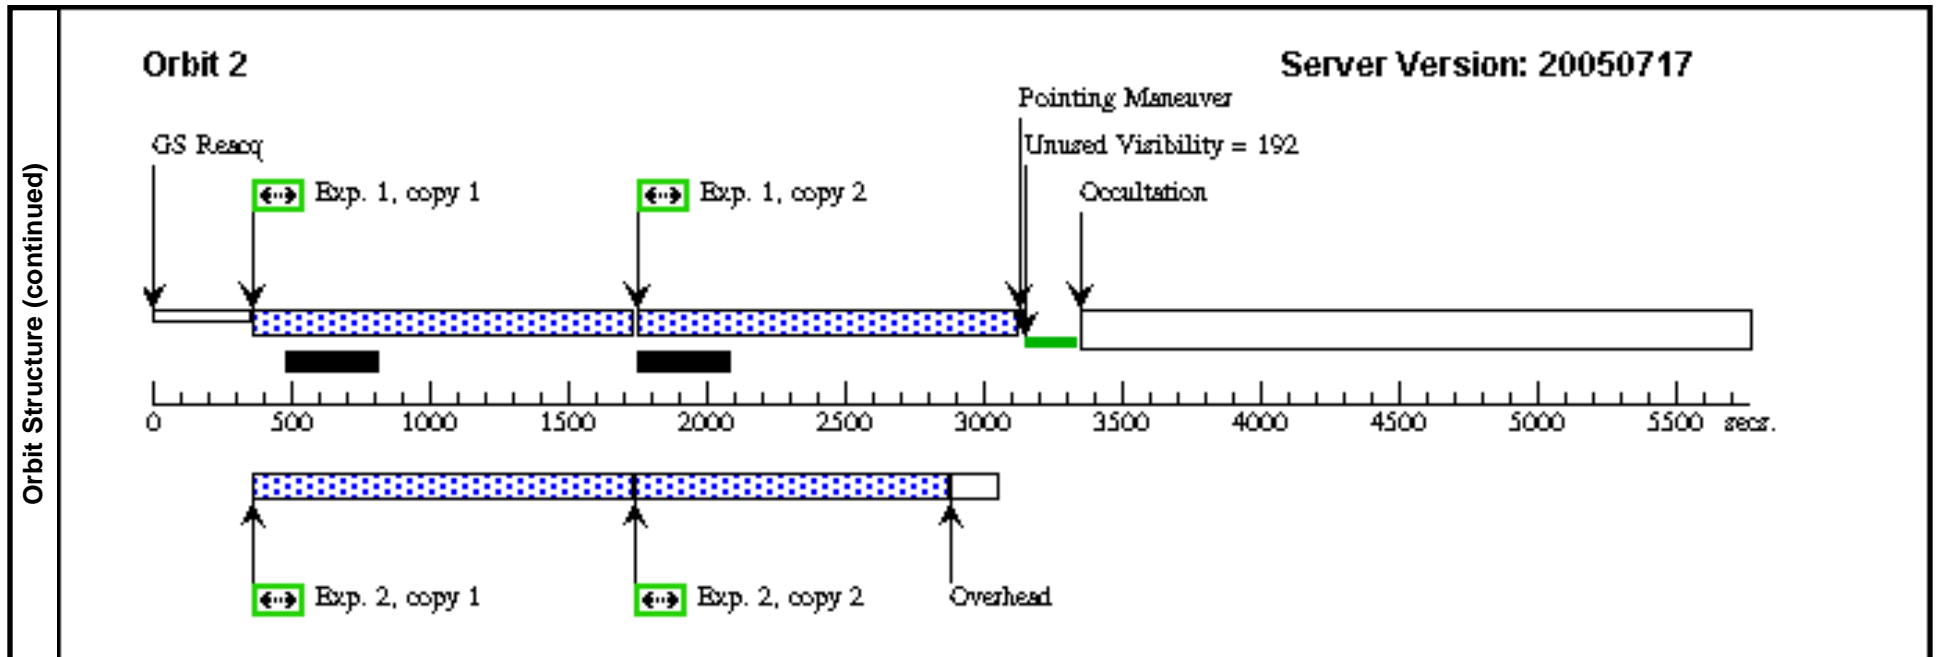 Orbit Structure (continued)
Orbit 2
Server Version: 20050717
Pointing Maneuver
GS Reacq
Unused Visibility = 192
Exp. 1, copy 1
Exp. 1, copy 2
Occultation
0 500 1000 1500 2000 2500 3000 3500 4000 4500 5000 5500 secs.
Exp. 2, copy 1
Exp. 2, copy 2
Overhead